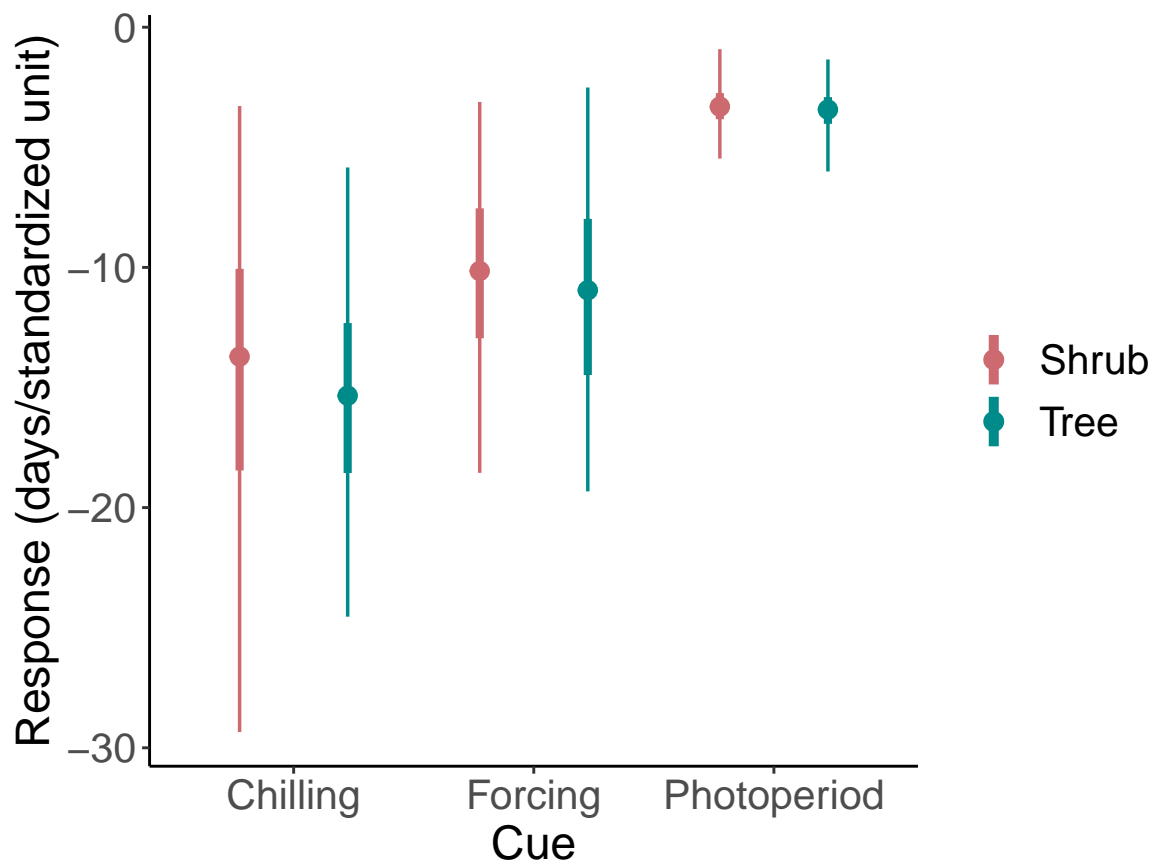 Response (days/standardized unit)
0
−10
−20
−30
Chilling Forcing Photoperiod
Cue
Shrub
Tree